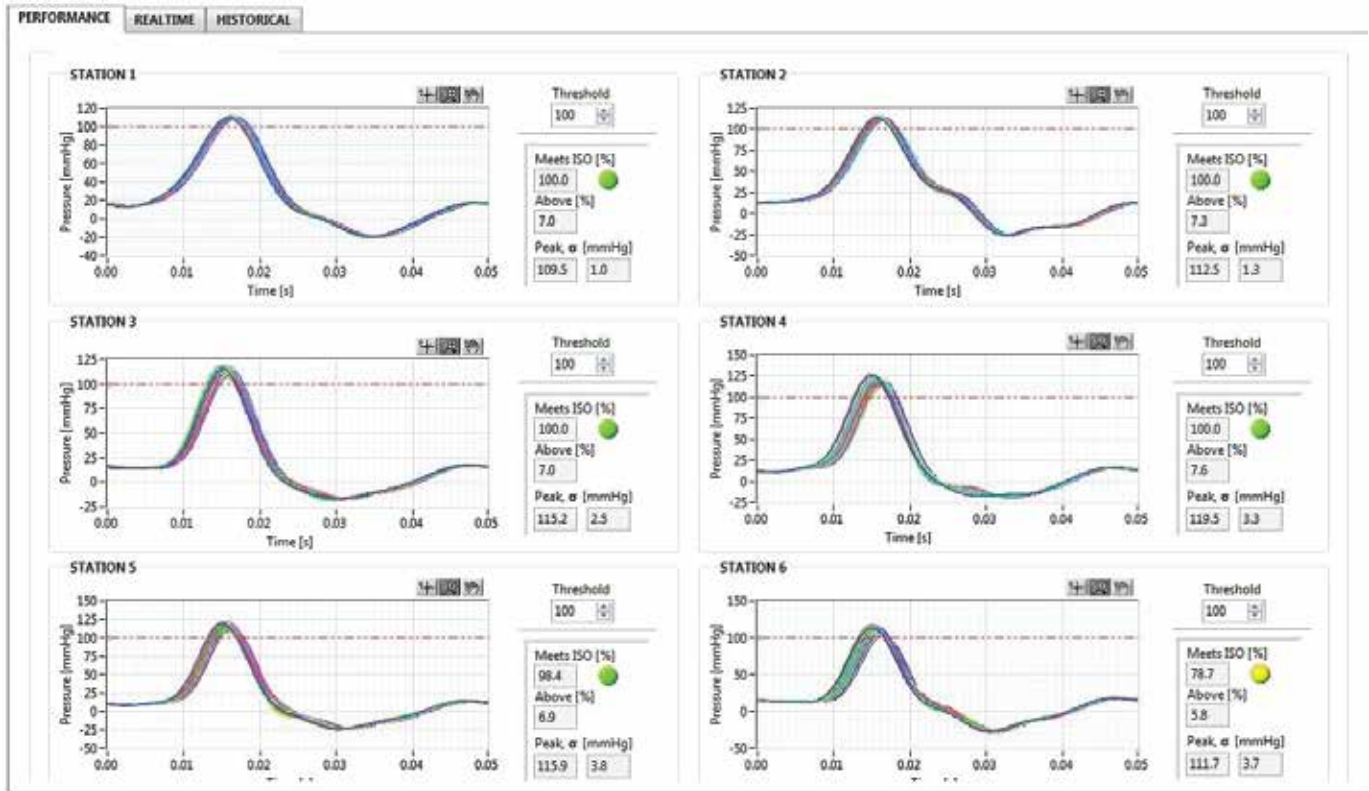 PERFORMANCE REALTIME HISTORICAL
STATION 1
Threshold
100
Pressure [mmHg]
120
100
80
60
40
20
0
-20
-40
0.00 0.01 0.02 0.03 0.04 0.05
Time [s]
Meets ISO [%]
100.0
Above [%]
7.0
Peak, σ [mmHg]
109.5 1.0
STATION 2
Threshold
100
Pressure [mmHg]
125
100
75
50
25
0
-25
-50
0.00 0.01 0.02 0.03 0.04 0.05
Time [s]
Meets ISO [%]
100.0
Above [%]
7.3
Peak, σ [mmHg]
112.5 1.3
STATION 3
Threshold
100
Pressure [mmHg]
125
100
75
50
25
0
-25
0.00 0.01 0.02 0.03 0.04 0.05
Time [s]
Meets ISO [%]
100.0
Above [%]
7.0
Peak, σ [mmHg]
115.2 2.5
STATION 4
Threshold
100
Pressure [mmHg]
150
125
100
75
50
25
0
-25
-50
0.00 0.01 0.02 0.03 0.04 0.05
Time [s]
Meets ISO [%]
100.0
Above [%]
7.6
Peak, σ [mmHg]
119.5 3.3
STATION 5
Threshold
100
Pressure [mmHg]
150
125
100
75
50
25
0
-25
-50
0.00 0.01 0.02 0.03 0.04 0.05
Meets ISO [%]
98.4
Above [%]
6.9
Peak, σ [mmHg]
115.9 3.8
STATION 6
Threshold
100
Pressure [mmHg]
150
100
50
0
-50
0.00 0.01 0.02 0.03 0.04 0.05
Meets ISO [%]
78.7
Above [%]
5.8
Peak, σ [mmHg]
111.7 3.7